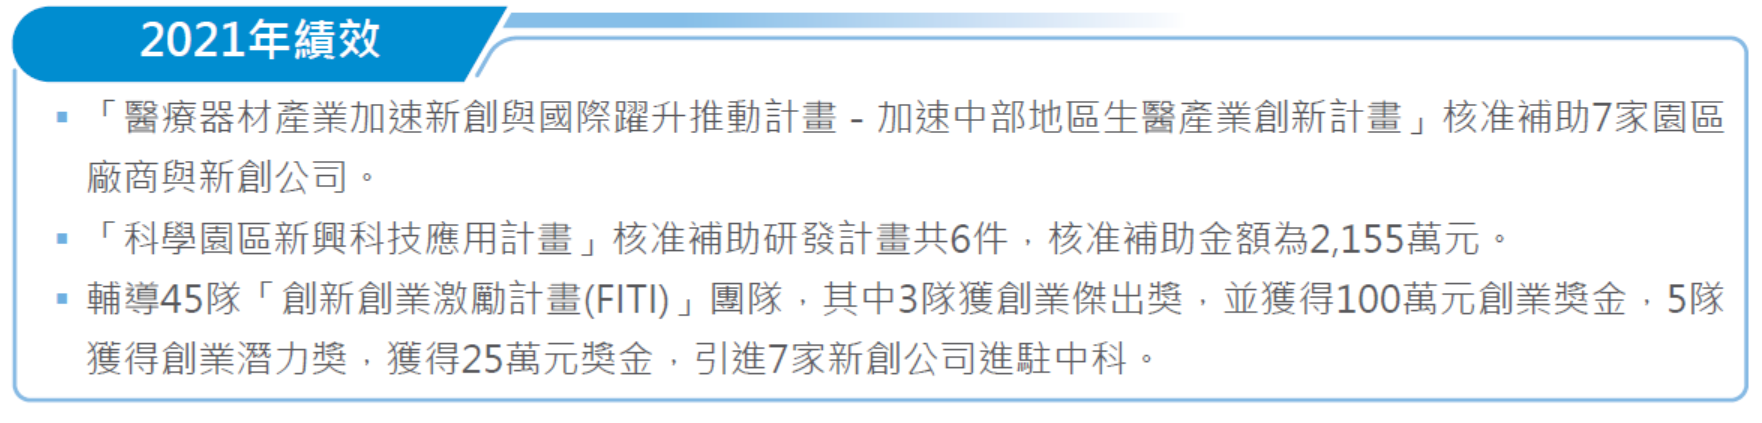 2021年績效
▪ 「醫療器材產業加速新創與國際躍升推動計畫 - 加速中部地區生醫產業創新計畫」核准補助7家園區
廠商與新創公司。
▪ 「科學園區新興科技應用計畫」核准補助研發計畫共6件，核准補助金額為2,155萬元。
▪ 輔導45隊「創新創業激勵計畫(FITI)」團隊，其中3隊獲創業傑出獎，並獲得100萬元創業獎金，5隊
獲得創業潛力獎，獲得25萬元獎金，引進7家新創公司進駐中科。